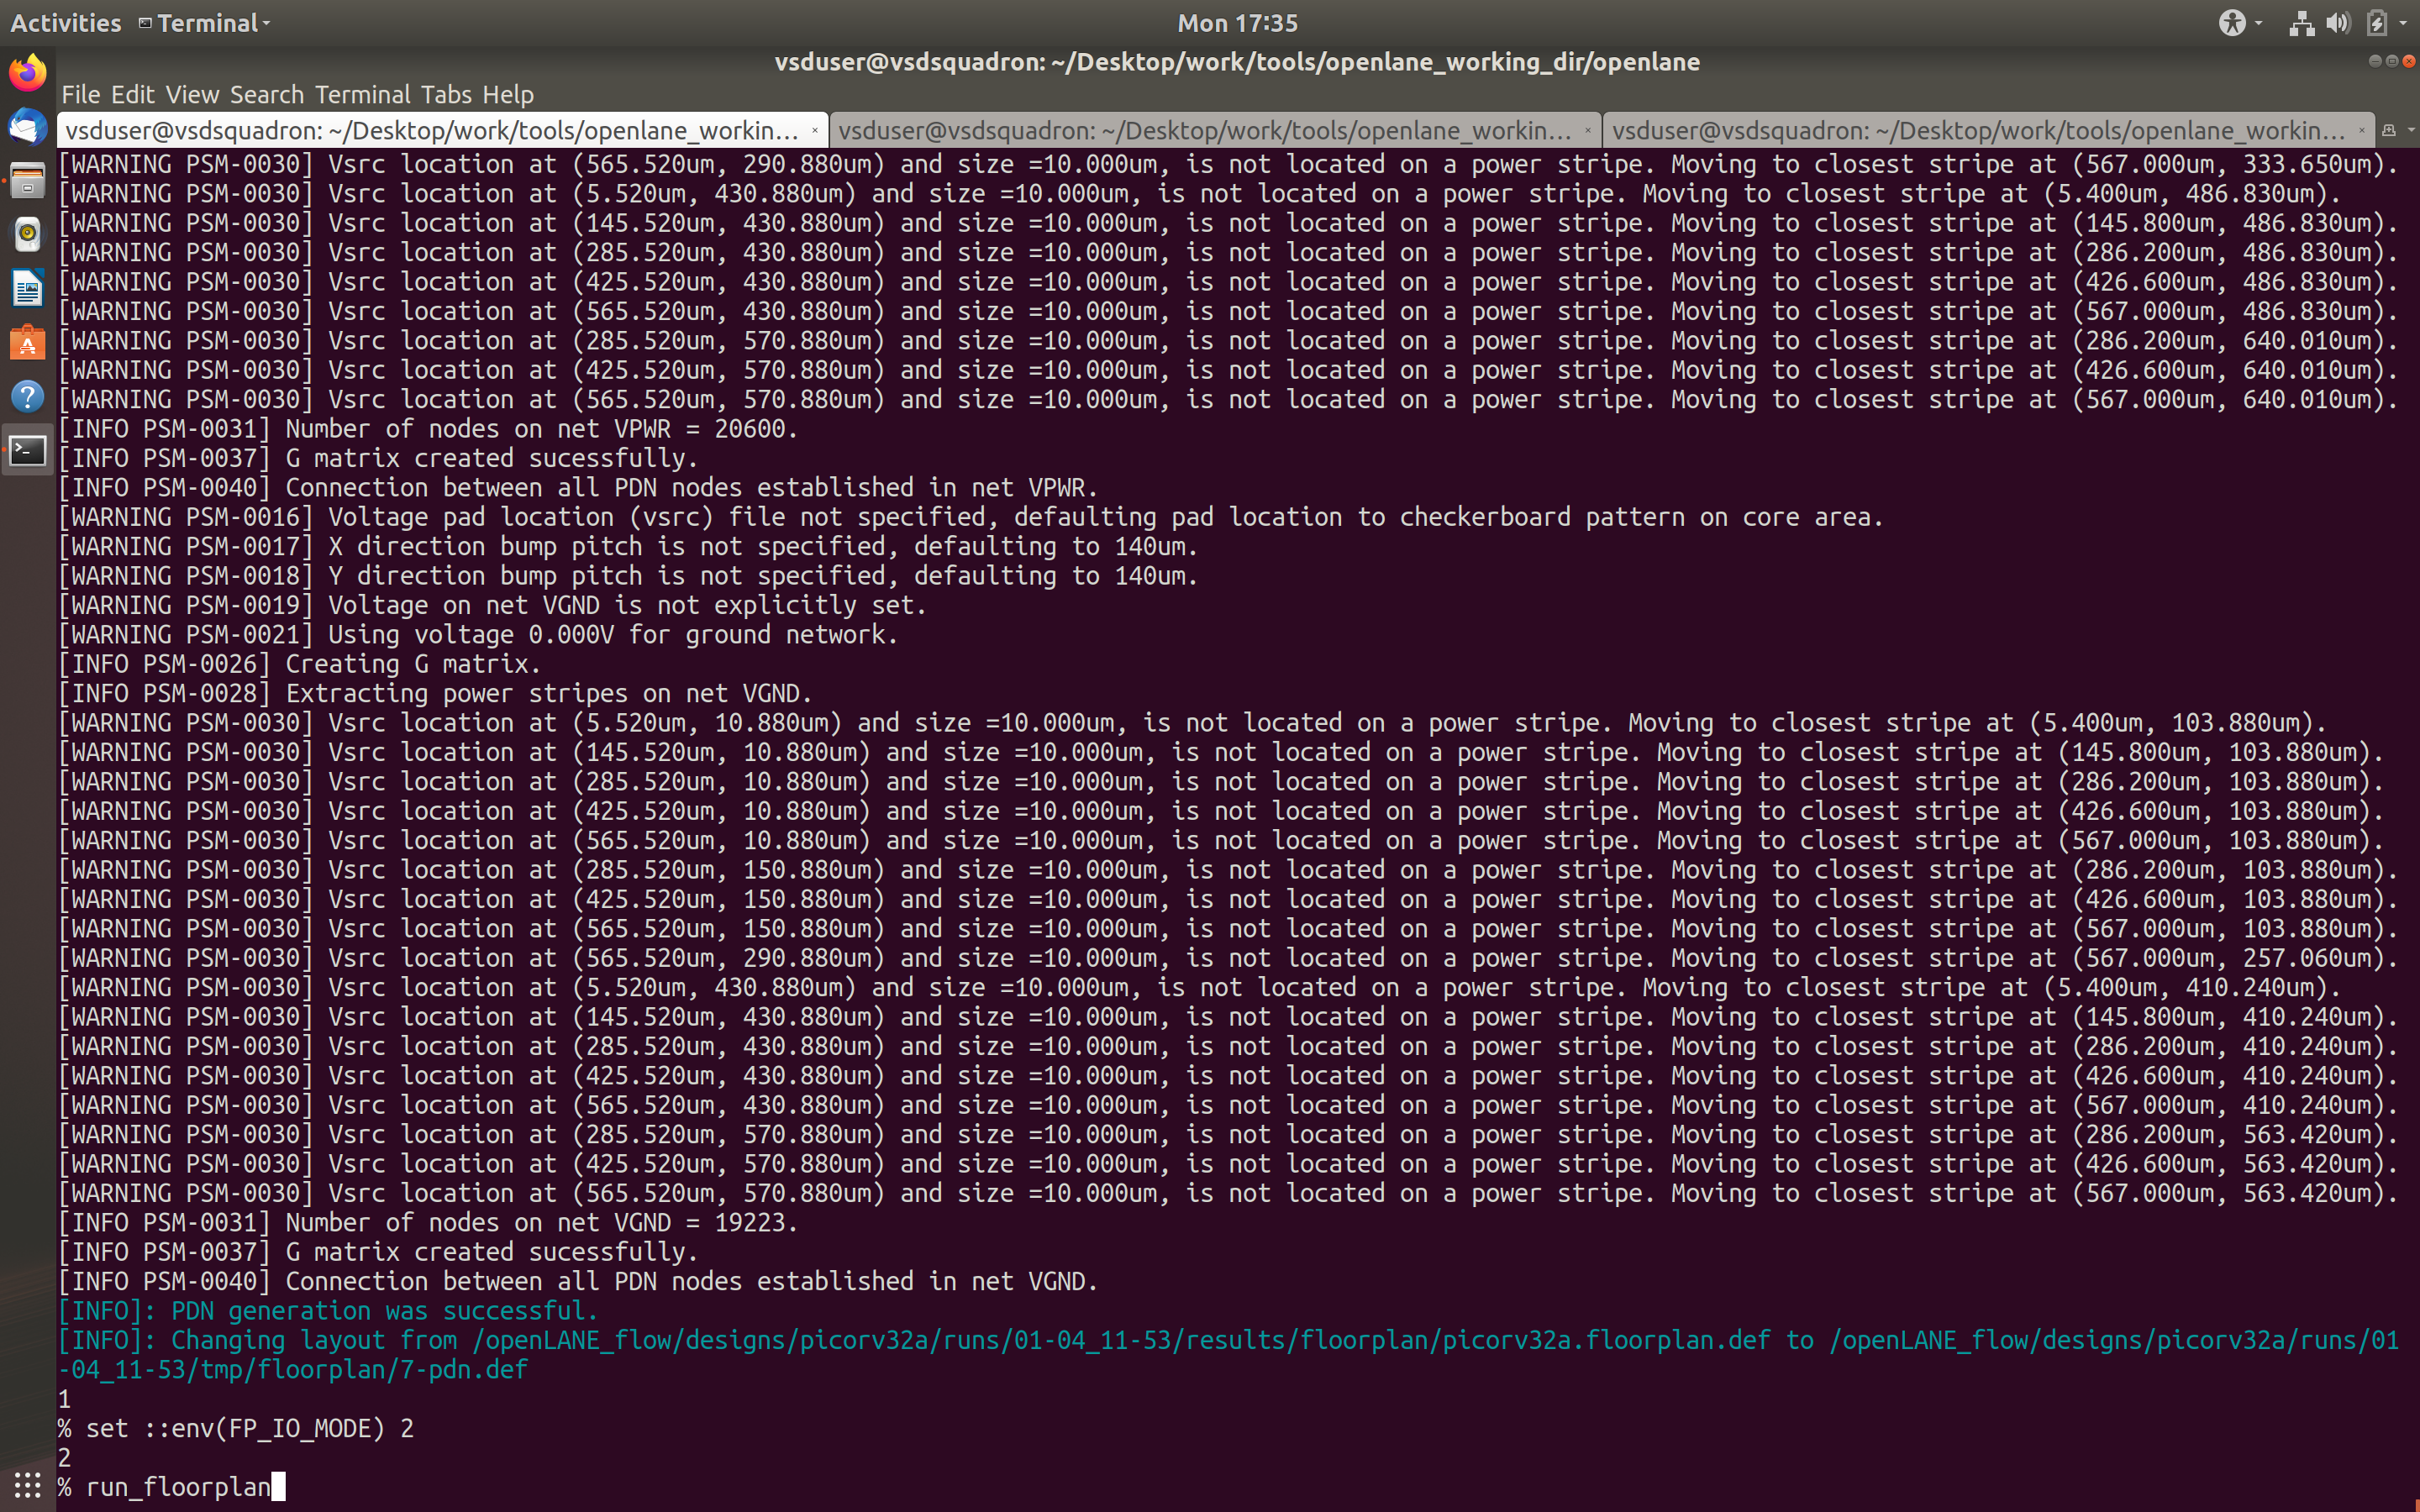 Activities Terminal Mon 17:35
vsduser@vsdsquadron: ~/Desktop/work/tools/openlane_working_dir/openlane
File Edit View Search Terminal Tabs Help
vsduser@vsdsquadron: ~/Desktop/work/tools/openlane_workin... × vsduser@vsdsquadron: ~/Desktop/work/tools/openlane_workin... × vsduser@vsdsquadron: ~/Desktop/work/tools/openlane_workin... ×
[WARNING PSM-0030] Vsrc location at (565.520um, 290.880um) and size =10.000um, is not located on a power stripe. Moving to closest stripe at (567.000um, 333.650um).
[WARNING PSM-0030] Vsrc location at (5.520um, 430.880um) and size =10.000um, is not located on a power stripe. Moving to closest stripe at (5.400um, 486.830um).
[WARNING PSM-0030] Vsrc location at (145.520um, 430.880um) and size =10.000um, is not located on a power stripe. Moving to closest stripe at (145.800um, 486.830um).
[WARNING PSM-0030] Vsrc location at (285.520um, 430.880um) and size =10.000um, is not located on a power stripe. Moving to closest stripe at (286.200um, 486.830um).
[WARNING PSM-0030] Vsrc location at (425.520um, 430.880um) and size =10.000um, is not located on a power stripe. Moving to closest stripe at (426.600um, 486.830um).
[WARNING PSM-0030] Vsrc location at (565.520um, 430.880um) and size =10.000um, is not located on a power stripe. Moving to closest stripe at (567.000um, 486.830um).
[WARNING PSM-0030] Vsrc location at (285.520um, 570.880um) and size =10.000um, is not located on a power stripe. Moving to closest stripe at (286.200um, 640.010um).
[WARNING PSM-0030] Vsrc location at (425.520um, 570.880um) and size =10.000um, is not located on a power stripe. Moving to closest stripe at (426.600um, 640.010um).
[WARNING PSM-0030] Vsrc location at (565.520um, 570.880um) and size =10.000um, is not located on a power stripe. Moving to closest stripe at (567.000um, 640.010um).
[INFO PSM-0031] Number of nodes on net VPWR = 20600.
[INFO PSM-0037] G matrix created sucessfully.
[INFO PSM-0040] Connection between all PDN nodes established in net VPWR.
[WARNING PSM-0016] Voltage pad location (vsrc) file not specified, defaulting pad location to checkerboard pattern on core area.
[WARNING PSM-0017] X direction bump pitch is not specified, defaulting to 140um.
[WARNING PSM-0018] Y direction bump pitch is not specified, defaulting to 140um.
[WARNING PSM-0019] Voltage on net VGND is not explicitly set.
[WARNING PSM-0021] Using voltage 0.000V for ground network.
[INFO PSM-0026] Creating G matrix.
[INFO PSM-0028] Extracting power stripes on net VGND.
[WARNING PSM-0030] Vsrc location at (5.520um, 10.880um) and size =10.000um, is not located on a power stripe. Moving to closest stripe at (5.400um, 103.880um).
[WARNING PSM-0030] Vsrc location at (145.520um, 10.880um) and size =10.000um, is not located on a power stripe. Moving to closest stripe at (145.800um, 103.880um).
[WARNING PSM-0030] Vsrc location at (285.520um, 10.880um) and size =10.000um, is not located on a power stripe. Moving to closest stripe at (286.200um, 103.880um).
[WARNING PSM-0030] Vsrc location at (425.520um, 10.880um) and size =10.000um, is not located on a power stripe. Moving to closest stripe at (426.600um, 103.880um).
[WARNING PSM-0030] Vsrc location at (565.520um, 10.880um) and size =10.000um, is not located on a power stripe. Moving to closest stripe at (567.000um, 103.880um).
[WARNING PSM-0030] Vsrc location at (285.520um, 150.880um) and size =10.000um, is not located on a power stripe. Moving to closest stripe at (286.200um, 103.880um).
[WARNING PSM-0030] Vsrc location at (425.520um, 150.880um) and size =10.000um, is not located on a power stripe. Moving to closest stripe at (426.600um, 103.880um).
[WARNING PSM-0030] Vsrc location at (565.520um, 150.880um) and size =10.000um, is not located on a power stripe. Moving to closest stripe at (567.000um, 103.880um).
[WARNING PSM-0030] Vsrc location at (565.520um, 290.880um) and size =10.000um, is not located on a power stripe. Moving to closest stripe at (567.000um, 257.060um).
[WARNING PSM-0030] Vsrc location at (5.520um, 430.880um) and size =10.000um, is not located on a power stripe. Moving to closest stripe at (5.400um, 410.240um).
[WARNING PSM-0030] Vsrc location at (145.520um, 430.880um) and size =10.000um, is not located on a power stripe. Moving to closest stripe at (145.800um, 410.240um).
[WARNING PSM-0030] Vsrc location at (285.520um, 430.880um) and size =10.000um, is not located on a power stripe. Moving to closest stripe at (286.200um, 410.240um).
[WARNING PSM-0030] Vsrc location at (425.520um, 430.880um) and size =10.000um, is not located on a power stripe. Moving to closest stripe at (426.600um, 410.240um).
[WARNING PSM-0030] Vsrc location at (565.520um, 430.880um) and size =10.000um, is not located on a power stripe. Moving to closest stripe at (567.000um, 410.240um).
[WARNING PSM-0030] Vsrc location at (285.520um, 570.880um) and size =10.000um, is not located on a power stripe. Moving to closest stripe at (286.200um, 563.420um).
[WARNING PSM-0030] Vsrc location at (425.520um, 570.880um) and size =10.000um, is not located on a power stripe. Moving to closest stripe at (426.600um, 563.420um).
[WARNING PSM-0030] Vsrc location at (565.520um, 570.880um) and size =10.000um, is not located on a power stripe. Moving to closest stripe at (567.000um, 563.420um).
[INFO PSM-0031] Number of nodes on net VGND = 19223.
[INFO PSM-0037] G matrix created sucessfully.
[INFO PSM-0040] Connection between all PDN nodes established in net VGND.
[INFO]: PDN generation was successful.
[INFO]: Changing layout from /openLANE_flow/designs/picorv32a/runs/01-04_11-53/results/floorplan/picorv32a.floorplan.def to /openLANE_flow/designs/picorv32a/runs/01
-04_11-53/tmp/floorplan/7-pdn.def
1
% set ::env(FP_IO_MODE) 2
2
% run_floorplan